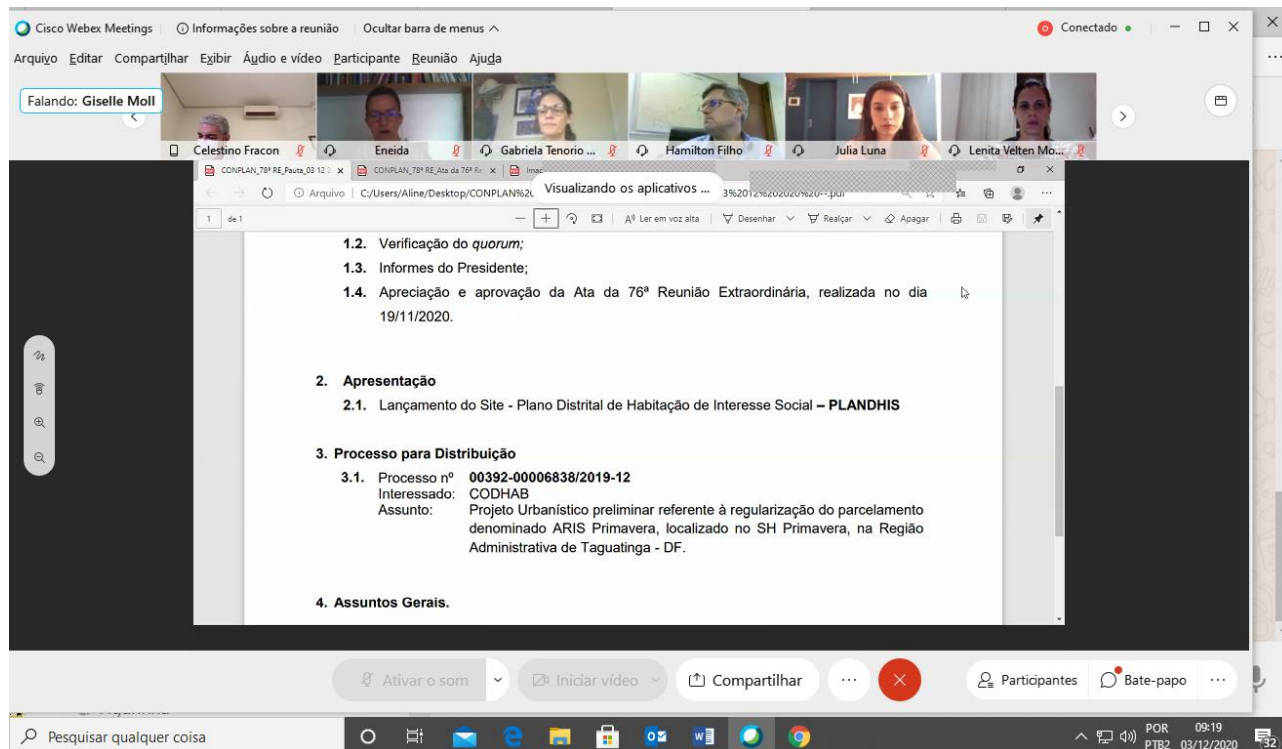 Cisco Webex Meetings Informações sobre a reunião Ocultar barra de menus Conectado
Arquivo Editar Compartilhar Exibir Áudio e vídeo Participante Reunião Ajuda
Falando: Giselle Moll
Celestino Fracon Eneida Gabriela Tenorio ... Hamilton Filho Julia Luna Lenita Velten Mo...
CONPLAN_78ª RE_Pauta_03 12 CONPLAN_78ª RE_Ata da 76ª
Arquivo C:/Users/Aline/Desktop/CONPLAN%2 Visualizando os aplicativos ...
1 de 1 Ler em voz alta Desenhar Realçar Apagar
1.2. Verificação do quorum;
1.3. Informes do Presidente;
1.4. Apreciação e aprovação da Ata da 76ª Reunião Extraordinária, realizada no dia
19/11/2020.
2. Apresentação
2.1. Lançamento do Site - Plano Distrital de Habitação de Interesse Social – PLANDHIS
3. Processo para Distribuição
3.1. Processo nº 00392-00006838/2019-12
Interessado: CODHAB
Assunto: Projeto Urbanístico preliminar referente à regularização do parcelamento
denominado ARIS Primavera, localizado no SH Primavera, na Região
Administrativa de Taguatinga - DF.
4. Assuntos Gerais.
Ativar o som Iniciar vídeo Compartilhar Participantes Bate-papo
Pesquisar qualquer coisa
POR 09:19
PTB2 03/12/2020 32